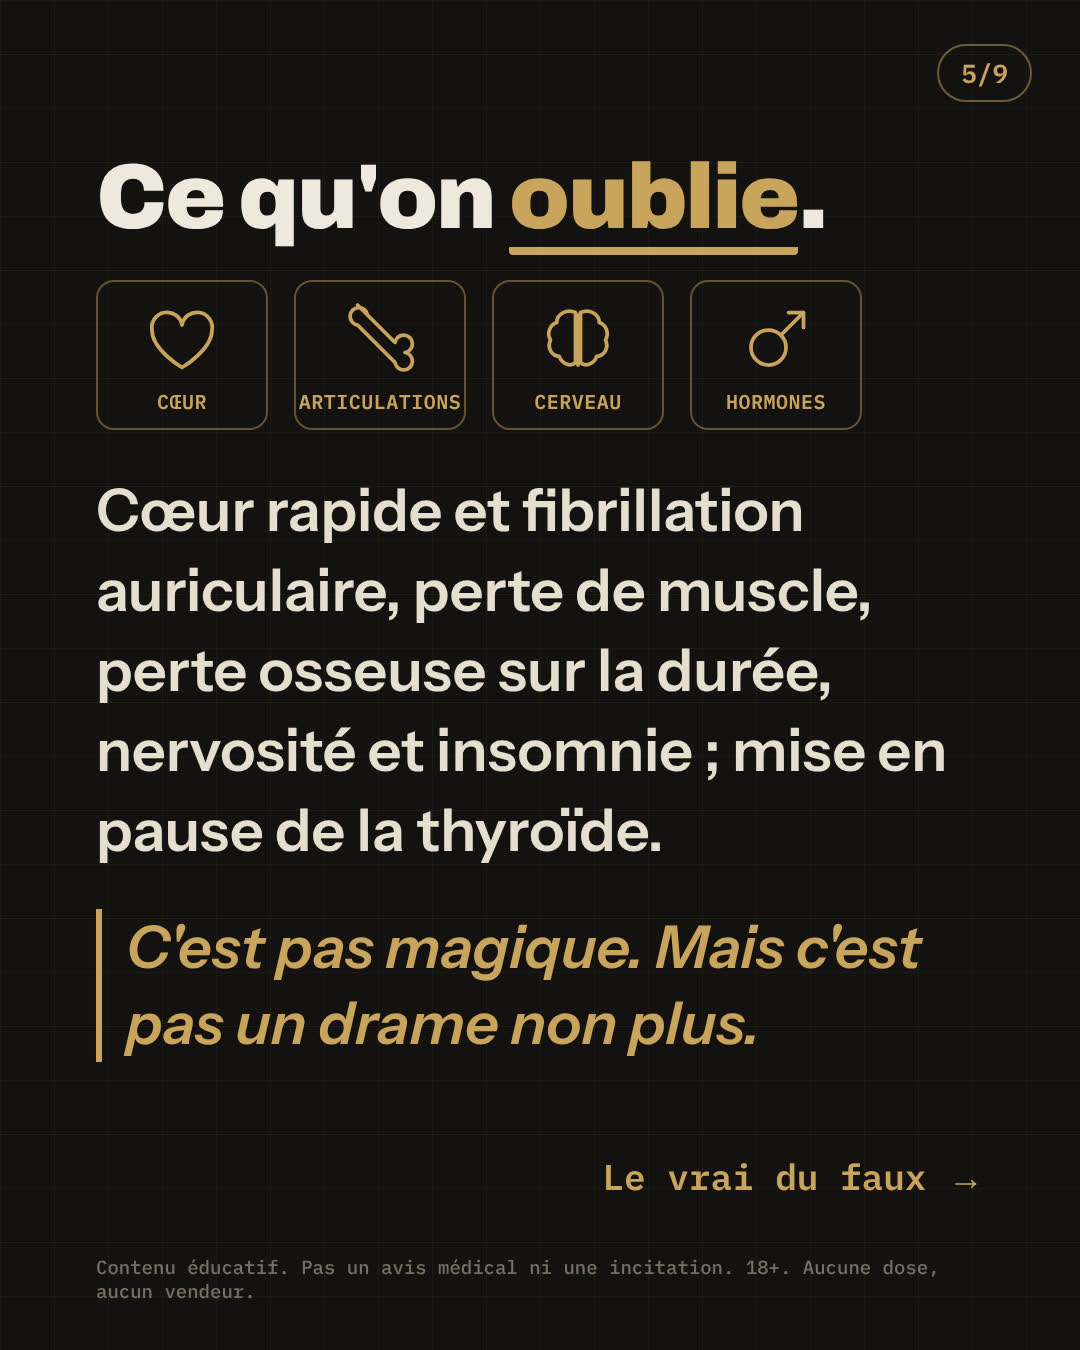 5/9
Ce qu'on oublie.
CŒUR
ARTICULATIONS
CERVEAU
HORMONES
Cœur rapide et fibrillation
auriculaire, perte de muscle,
perte osseuse sur la durée,
nervosité et insomnie ; mise en
pause de la thyroïde.
C'est pas magique. Mais c'est
pas un drame non plus.
Le vrai du faux →
Contenu éducatif. Pas un avis médical ni une incitation. 18+. Aucune dose,
aucun vendeur.